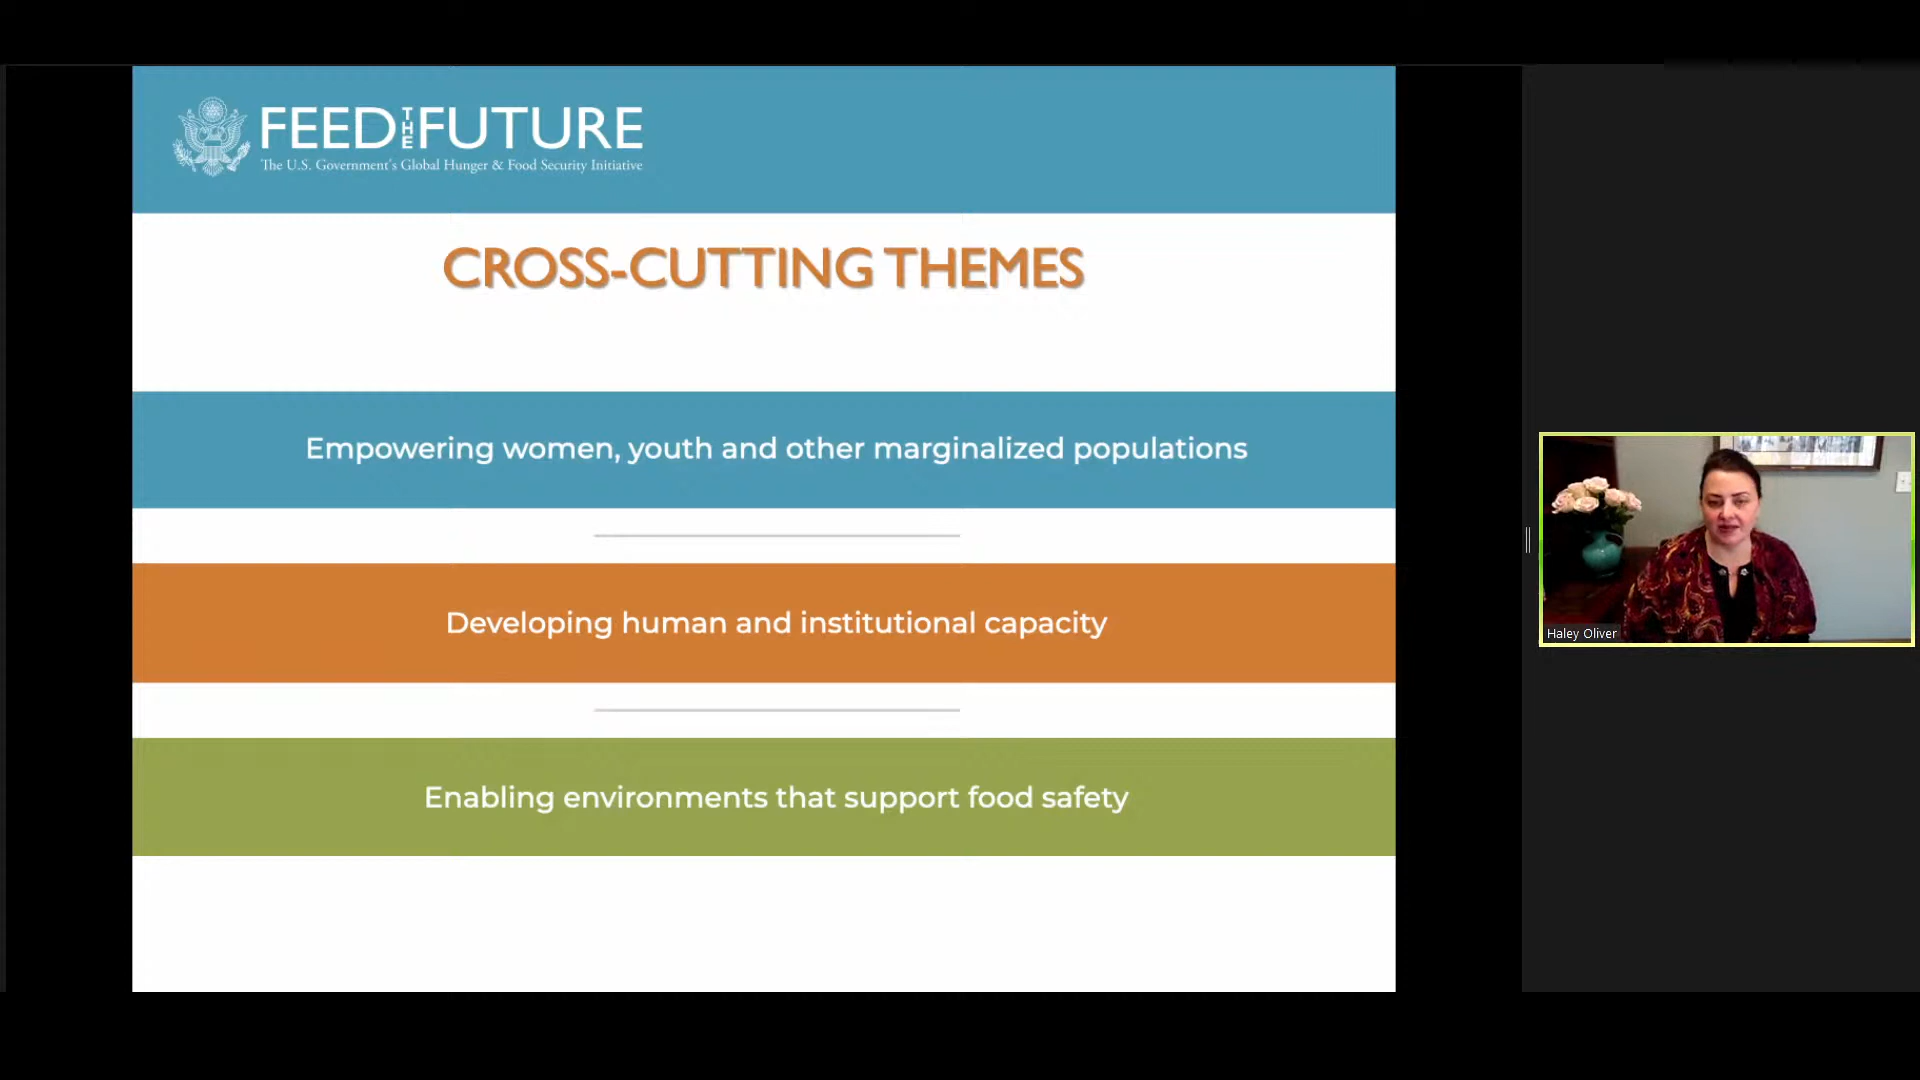 FEED THE FUTURE
The U.S. Government's Global Hunger & Food Security Initiative
CROSS-CUTTING THEMES
Empowering women, youth and other marginalized populations
Developing human and institutional capacity
Enabling environments that support food safety
Haley Oliver